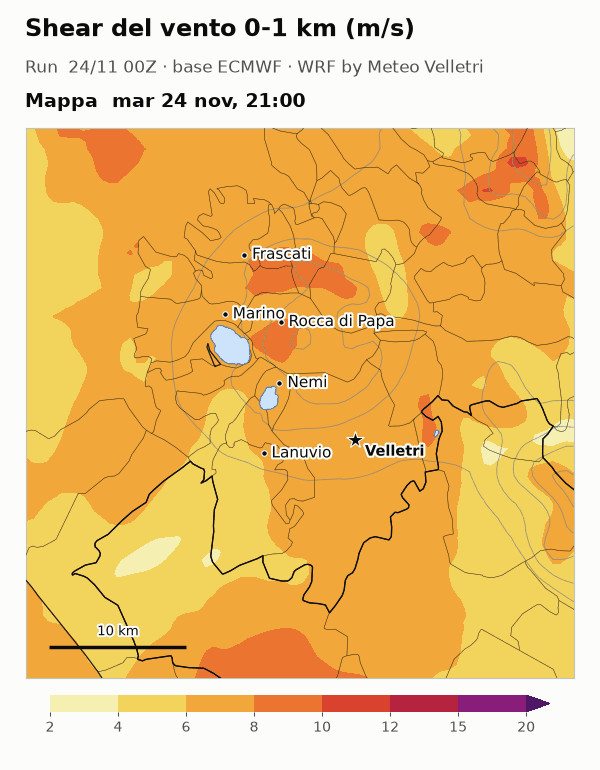 Shear del vento 0-1 km (m/s)
Run  24/11 00Z · base ECMWF · WRF by Meteo Velletri
Mappa  mar 24 nov, 21:00
Frascati
Marino
Rocca di Papa
Nemi
Velletri
Lanuvio
10 km
2 4 6 8 10 12 15 20